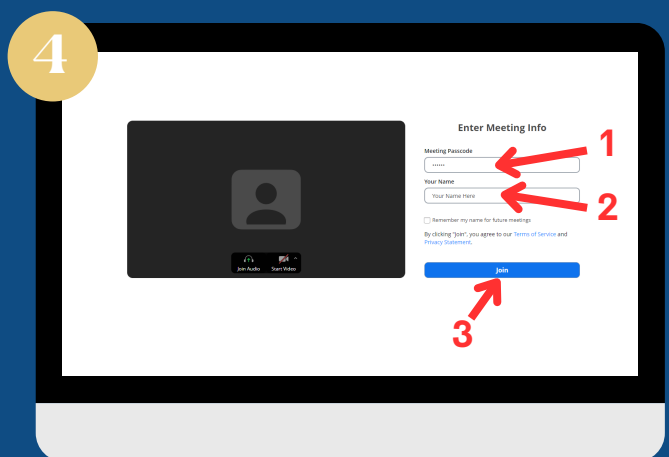 4
Enter Meeting Info
Meeting Passcode
1
••••••
Your Name
Your Name Here
2
Remember my name for future meetings
By clicking "Join", you agree to our Terms of Service and
Privacy Statement.
Join Audio Start Video
Join
3